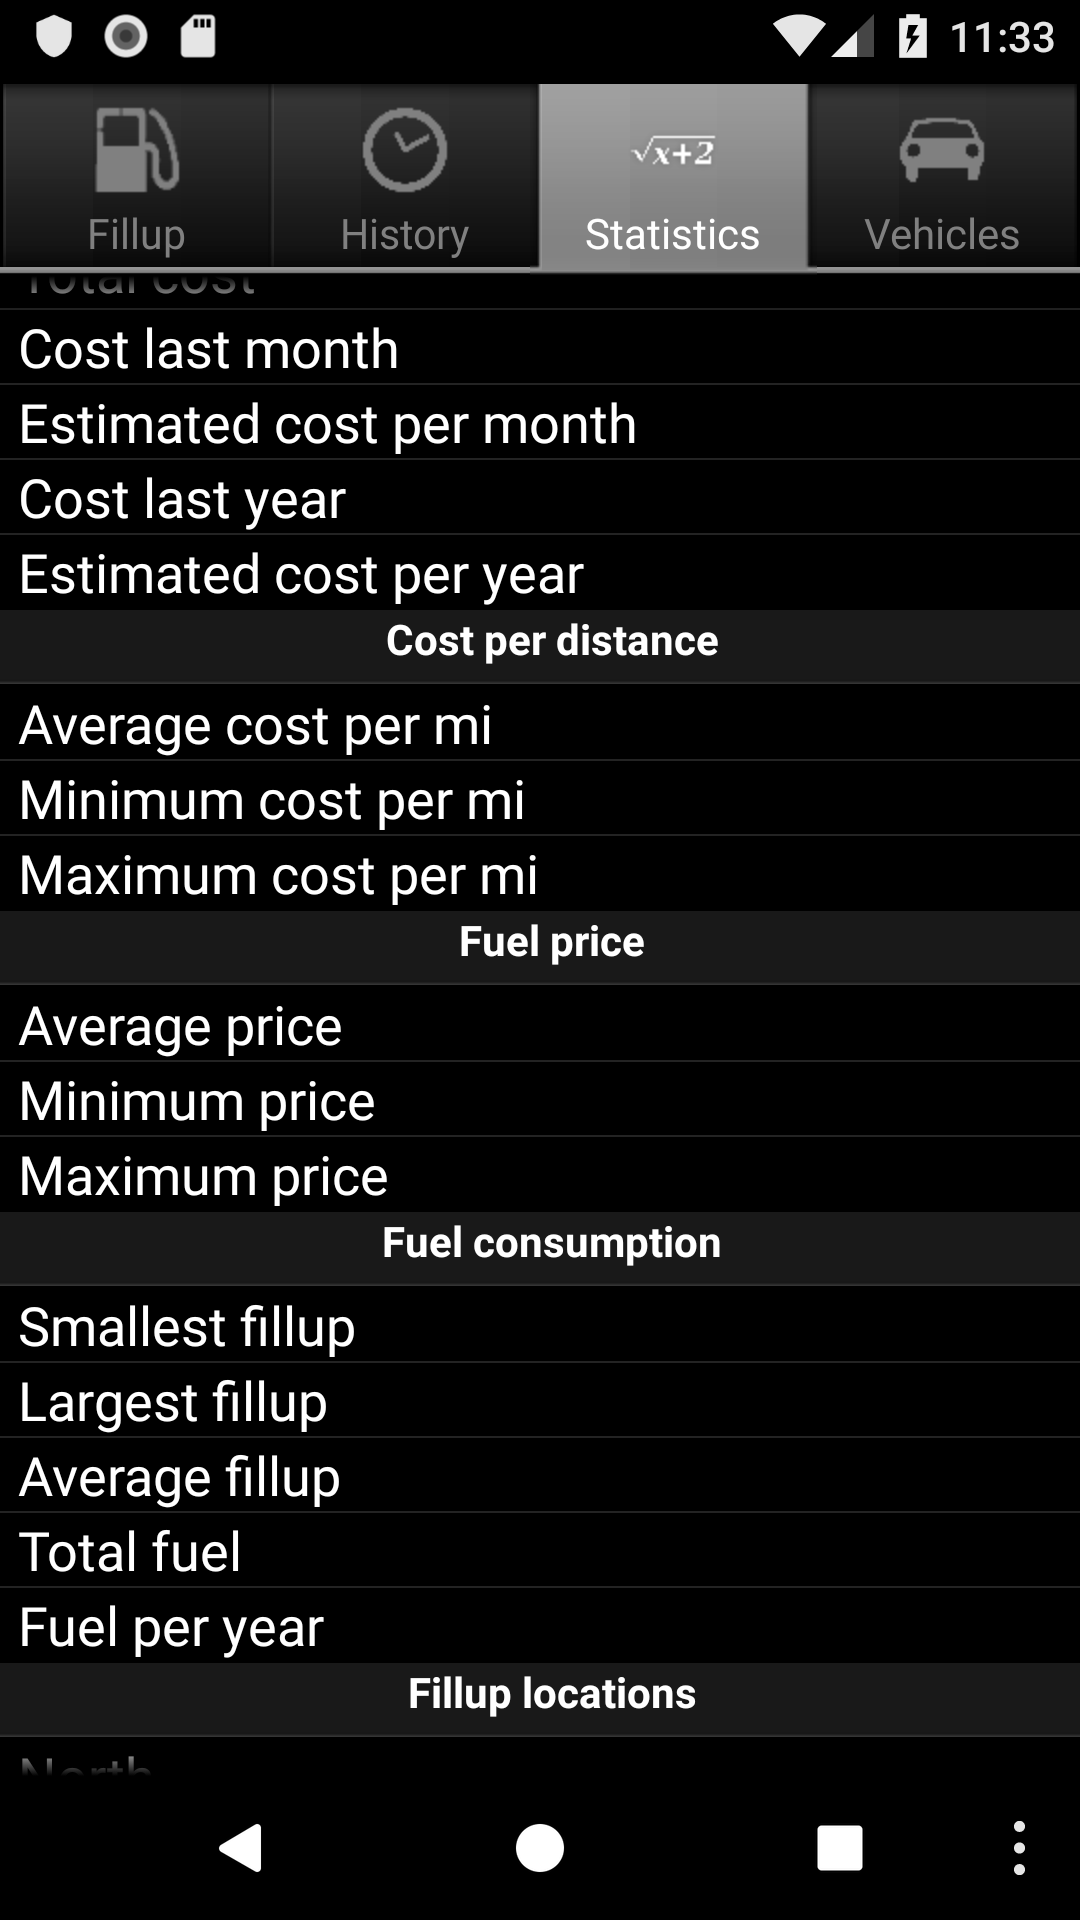 11:33
√x+2
Fillup
History
Statistics
Vehicles
Total cost
Cost last month
Estimated cost per month
Cost last year
Estimated cost per year
Cost per distance
Average cost per mi
Minimum cost per mi
Maximum cost per mi
Fuel price
Average price
Minimum price
Maximum price
Fuel consumption
Smallest fillup
Largest fillup
Average fillup
Total fuel
Fuel per year
Fillup locations
North